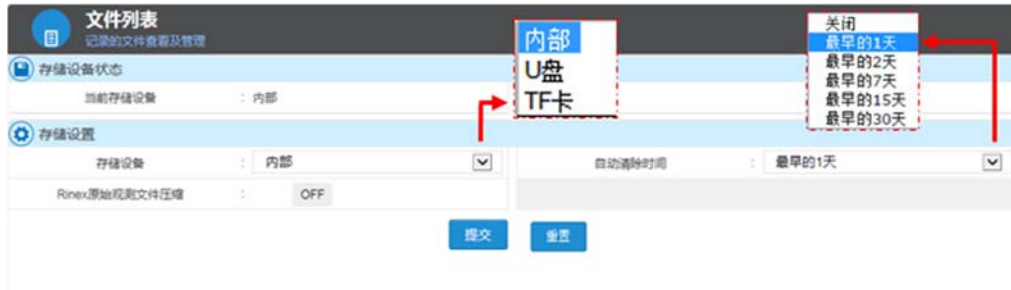 文件列表
记录的文件查看及管理
存储设备状态
当前存储设备 : 内部
内部
U盘
TF卡
关闭
最早的1天
最早的2天
最早的7天
最早的15天
最早的30天
存储设置
存储设备 : 内部
自动清除时间 : 最早的1天
Rinex原始观测文件压缩 : OFF
提交
重置